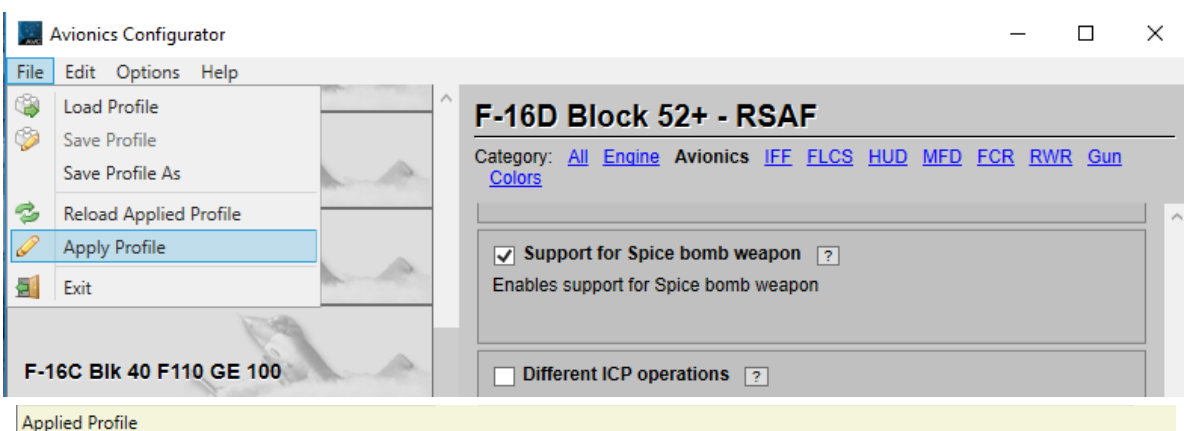 Avionics Configurator
File Edit Options Help
Load Profile
Save Profile
Save Profile As
Reload Applied Profile
Apply Profile
Exit
F-16C Blk 40 F110 GE 100
F-16D Block 52+ - RSAF
Category: All Engine Avionics IFF FLCS HUD MFD FCR RWR Gun
Colors
Support for Spice bomb weapon ?
Enables support for Spice bomb weapon
Different ICP operations ?
Applied Profile